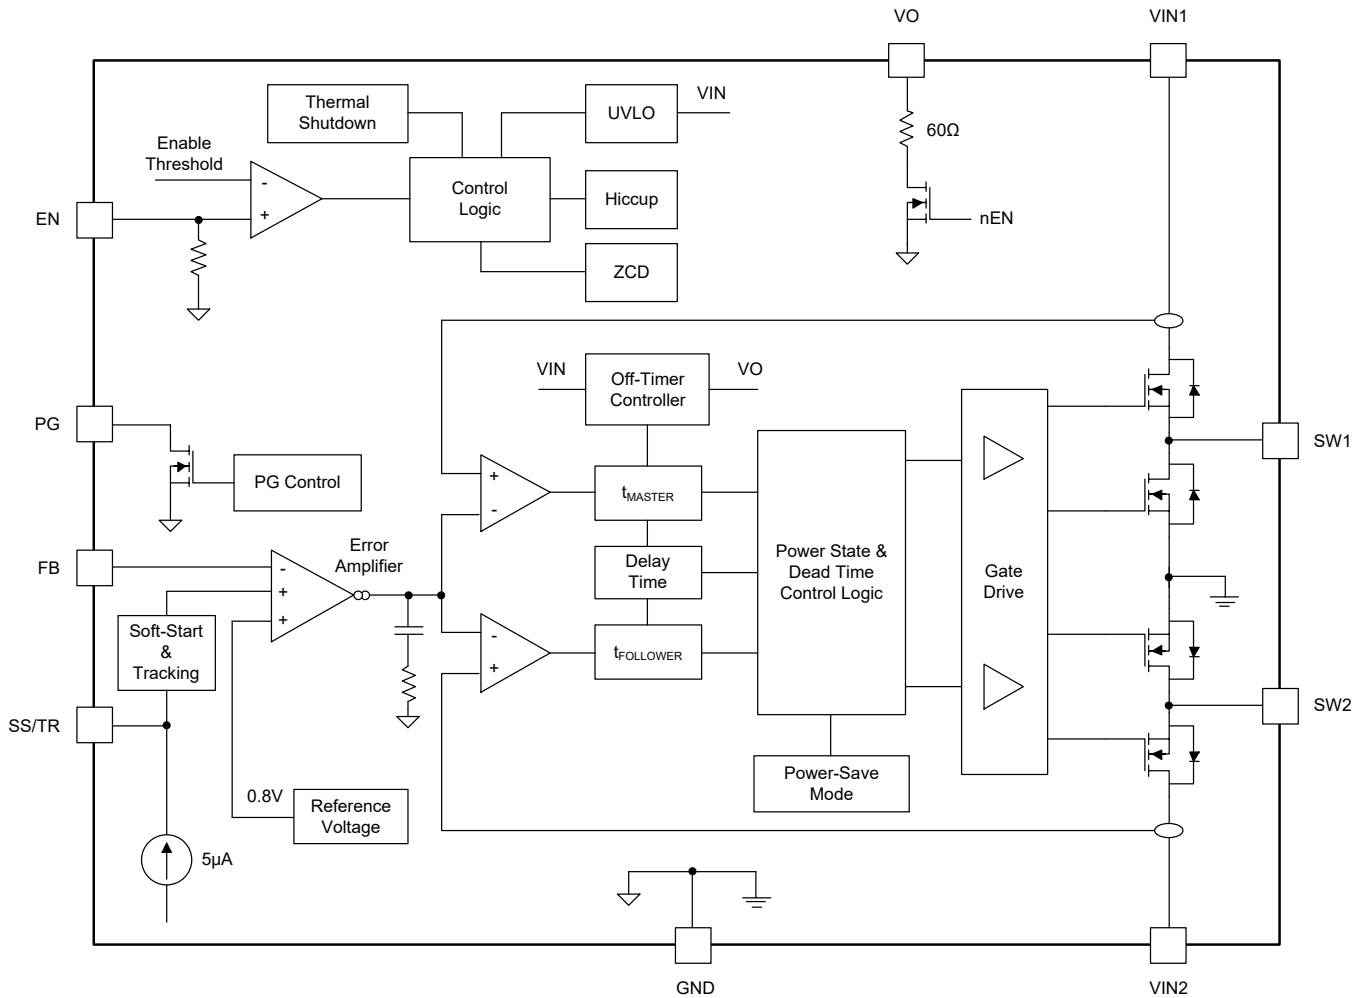 VO
VIN1
Thermal
Shutdown
UVLO
VIN
60Ω
Enable
Threshold
-
+
Control
Logic
Hiccup
EN
nEN
ZCD
VIN
Off-Timer
Controller
VO
PG
SW1
PG Control
+
-
tMASTER
Error
Amplifier
FB
-
+
+
Delay
Time
Power State &
Dead Time
Control Logic
Gate
Drive
Soft-Start
&
Tracking
-
+
tFOLLOWER
SS/TR
SW2
Power-Save
Mode
0.8V
Reference
Voltage
5µA
GND
VIN2